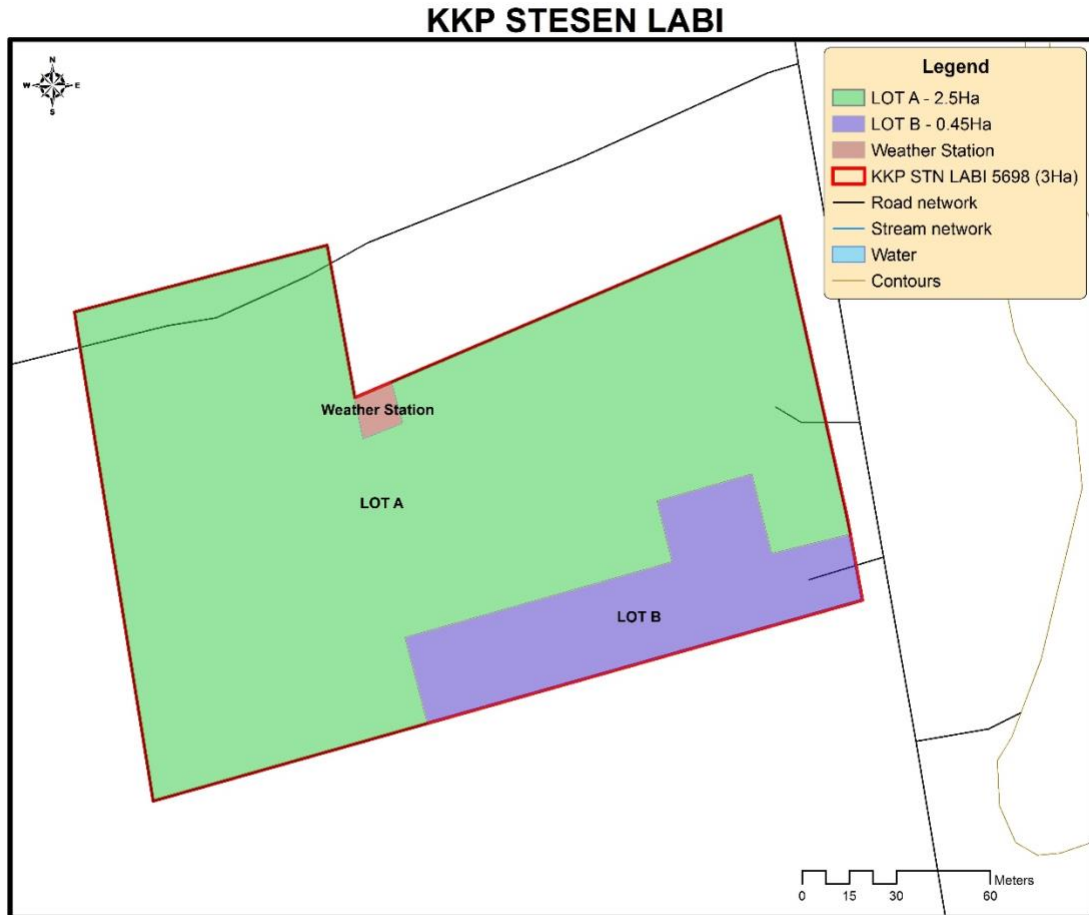 KKP STESEN LABI
N
W E
S
Legend
LOT A - 2.5Ha
LOT B - 0.45Ha
Weather Station
KKP STN LABI 5698 (3Ha)
Road network
Stream network
Water
Contours
Weather Station
LOT A
LOT B
Meters
0 15 30 60